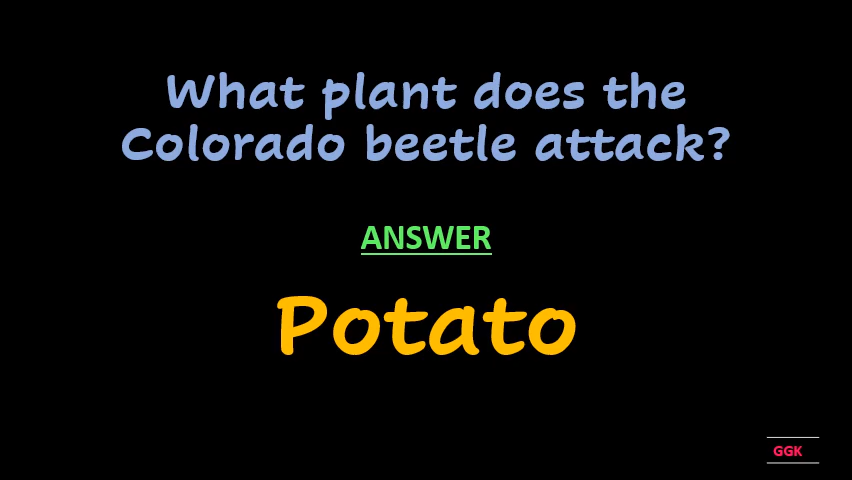 What plant does the
Colorado beetle attack?
ANSWER
Potato
GGK